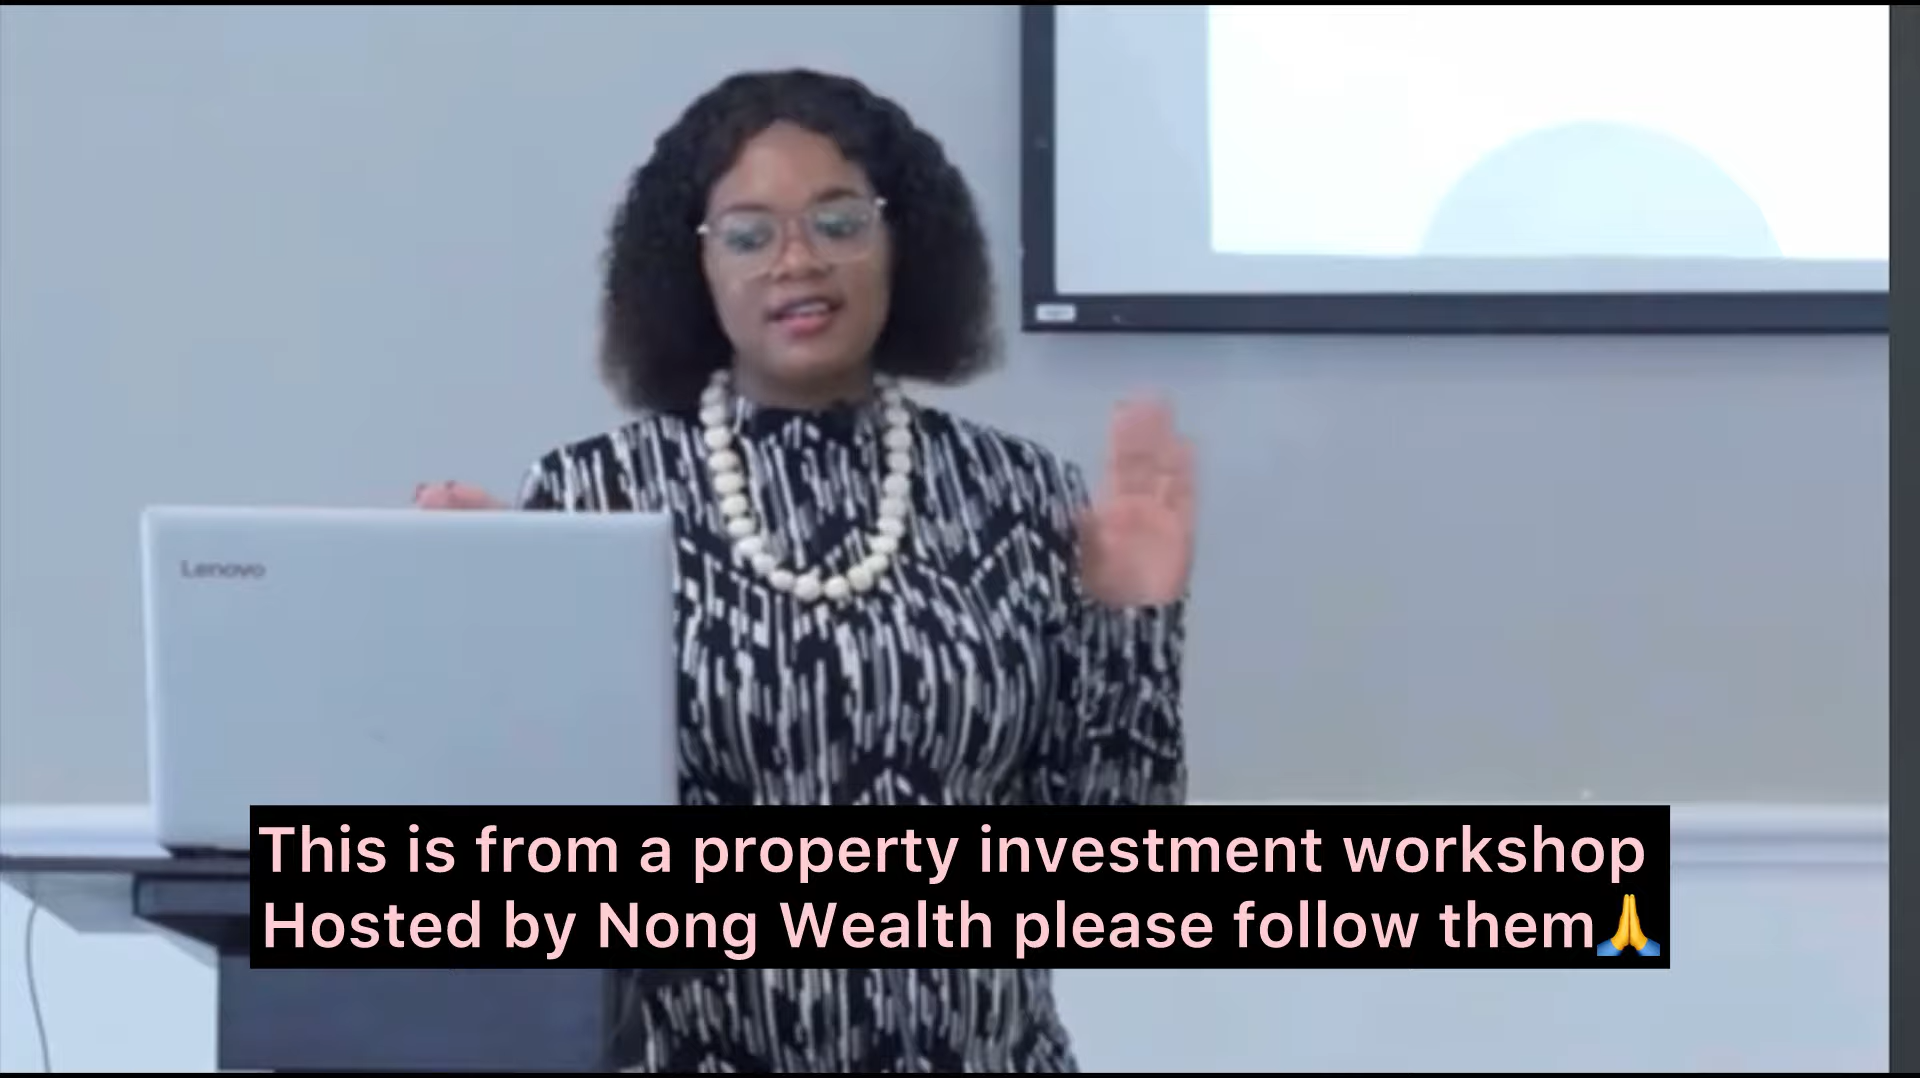 Lenovo
This is from a property investment workshop
Hosted by Nong Wealth please follow them🙏